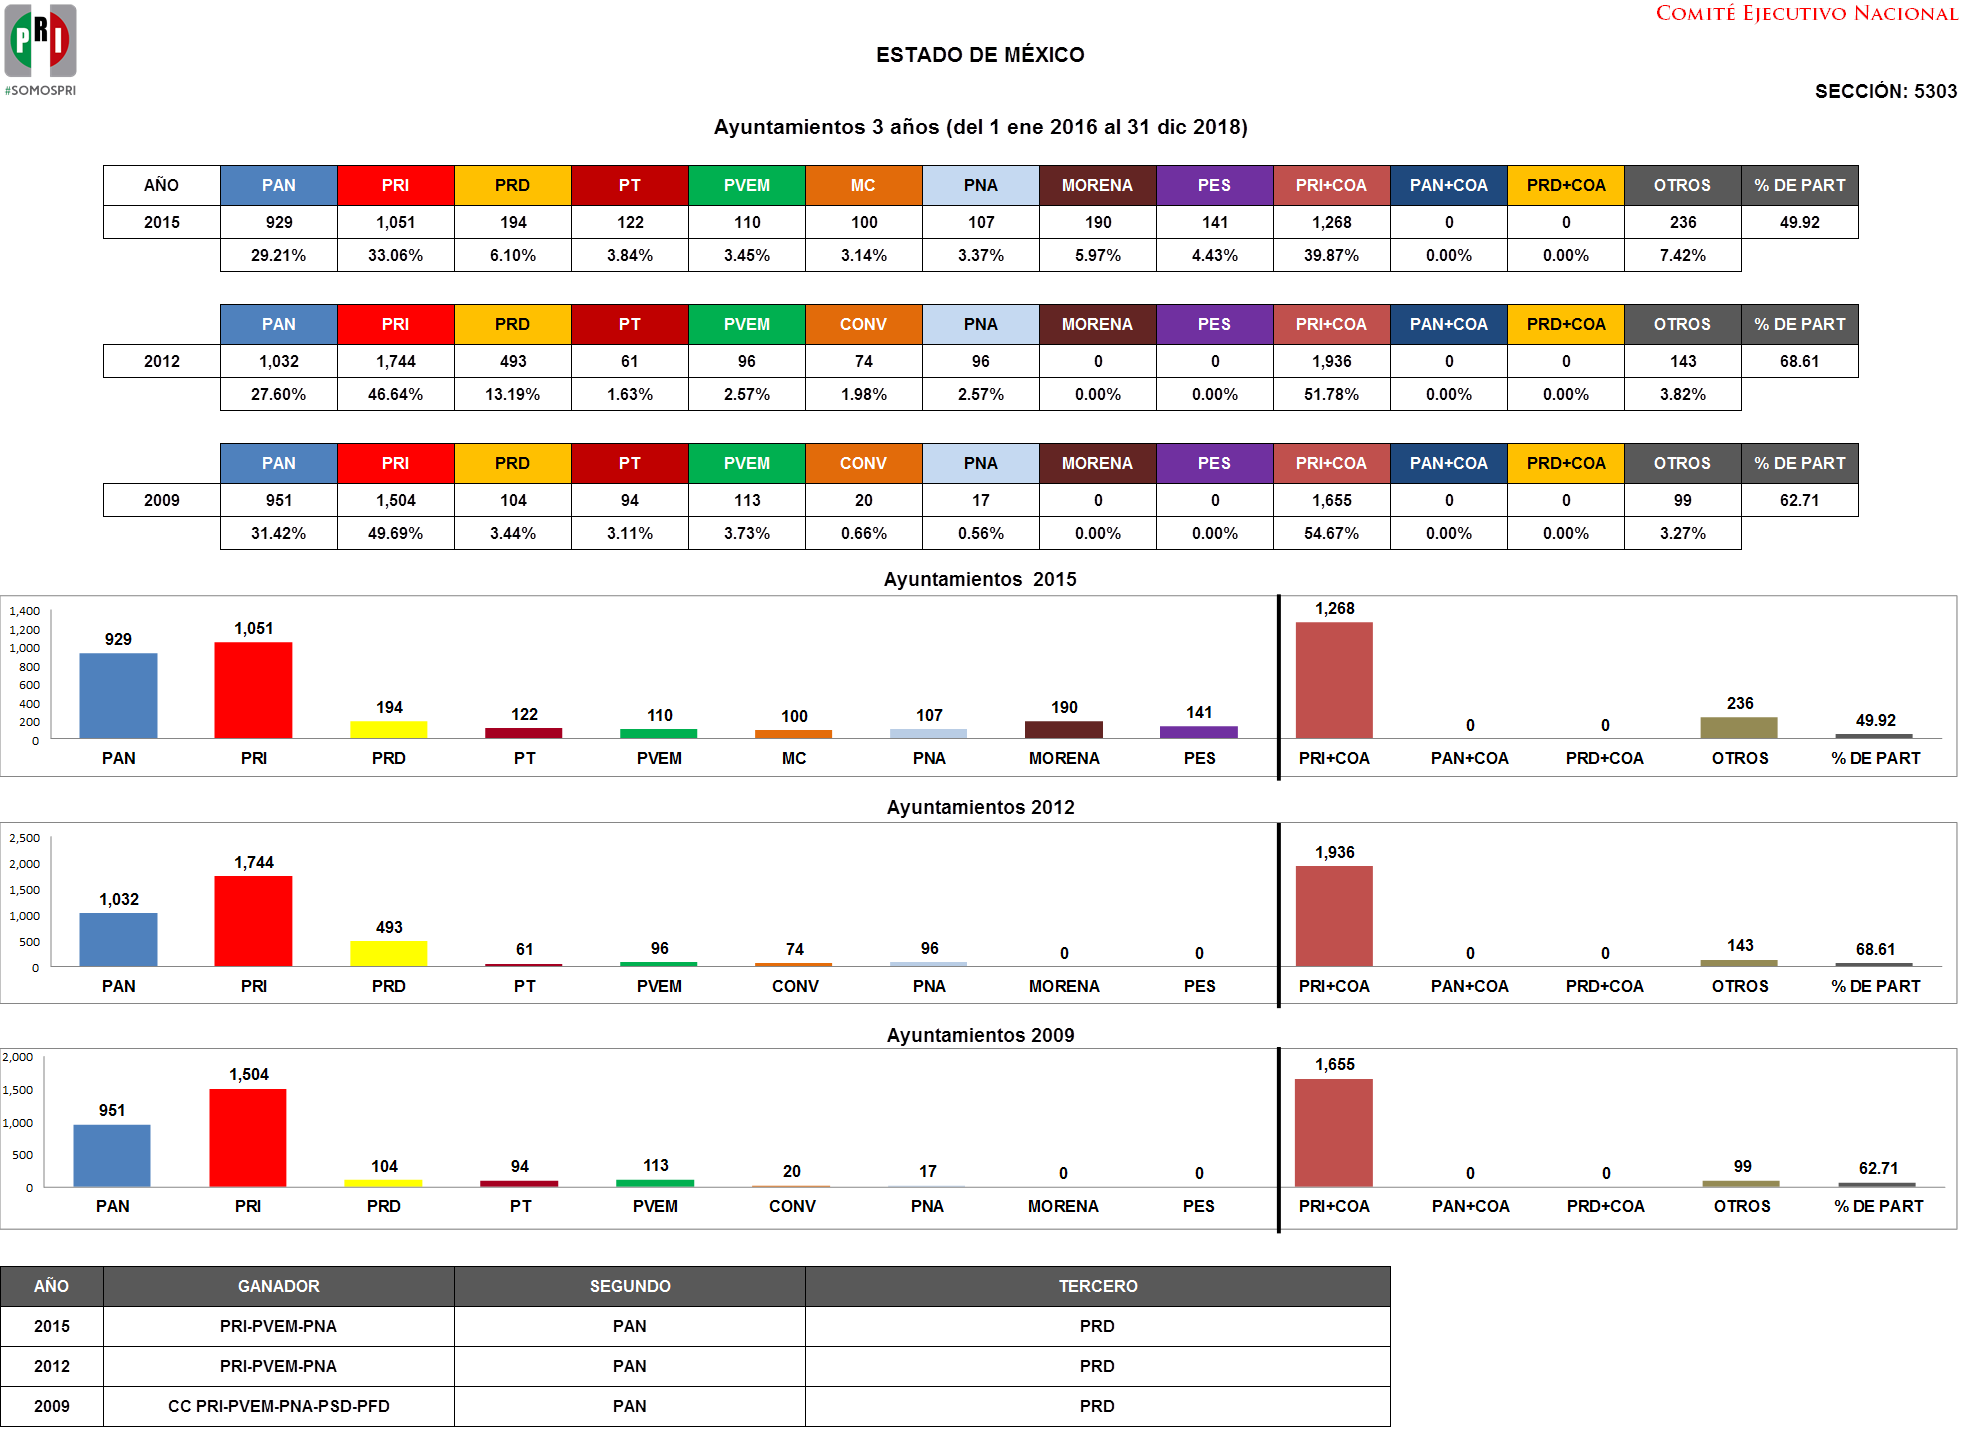 PRI
#SOMOSPRI
COMITÉ EJECUTIVO NACIONAL
ESTADO DE MÉXICO
SECCIÓN: 5303
Ayuntamientos 3 años (del 1 ene 2016 al 31 dic 2018)
AÑO PAN PRI PRD PT PVEM MC PNA MORENA PES PRI+COA PAN+COA PRD+COA OTROS % DE PART
2015 929 1,051 194 122 110 100 107 190 141 1,268 0 0 236 49.92
29.21% 33.06% 6.10% 3.84% 3.45% 3.14% 3.37% 5.97% 4.43% 39.87% 0.00% 0.00% 7.42%
PAN PRI PRD PT PVEM CONV PNA MORENA PES PRI+COA PAN+COA PRD+COA OTROS % DE PART
2012 1,032 1,744 493 61 96 74 96 0 0 1,936 0 0 143 68.61
27.60% 46.64% 13.19% 1.63% 2.57% 1.98% 2.57% 0.00% 0.00% 51.78% 0.00% 0.00% 3.82%
PAN PRI PRD PT PVEM CONV PNA MORENA PES PRI+COA PAN+COA PRD+COA OTROS % DE PART
2009 951 1,504 104 94 113 20 17 0 0 1,655 0 0 99 62.71
31.42% 49.69% 3.44% 3.11% 3.73% 0.66% 0.56% 0.00% 0.00% 54.67% 0.00% 0.00% 3.27%
Ayuntamientos 2015
1,400
1,200
1,000
800
600
400
200
0
929 1,051 194 122 110 100 107 190 141 1,268 0 0 236 49.92
PAN PRI PRD PT PVEM MC PNA MORENA PES PRI+COA PAN+COA PRD+COA OTROS % DE PART
Ayuntamientos 2012
2,500
2,000
1,500
1,000
500
0
1,032 1,744 493 61 96 74 96 0 0 1,936 0 0 143 68.61
PAN PRI PRD PT PVEM CONV PNA MORENA PES PRI+COA PAN+COA PRD+COA OTROS % DE PART
Ayuntamientos 2009
2,000
1,500
1,000
500
0
951 1,504 104 94 113 20 17 0 0 1,655 0 0 99 62.71
PAN PRI PRD PT PVEM CONV PNA MORENA PES PRI+COA PAN+COA PRD+COA OTROS % DE PART
AÑO GANADOR SEGUNDO TERCERO
2015 PRI-PVEM-PNA PAN PRD
2012 PRI-PVEM-PNA PAN PRD
2009 CC PRI-PVEM-PNA-PSD-PFD PAN PRD